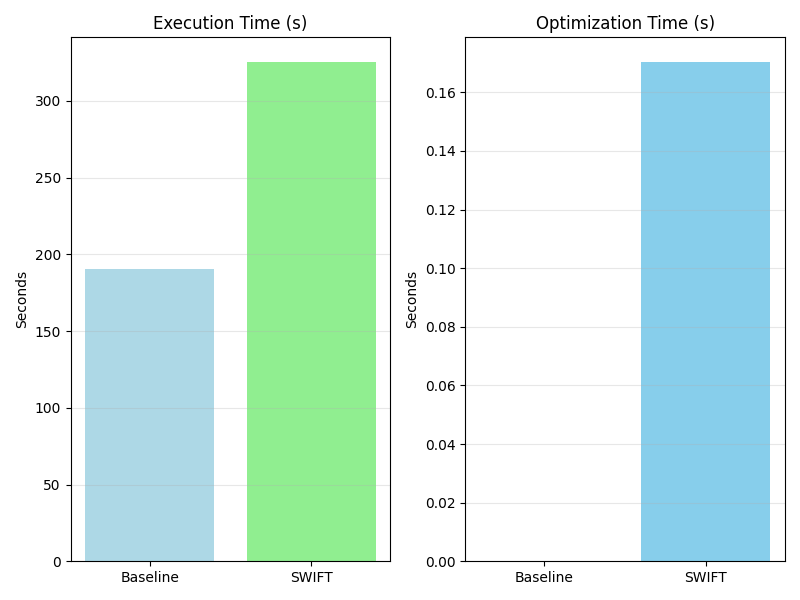 Execution Time (s)
Seconds
300
250
200
150
100
50
0
Baseline SWIFT
Optimization Time (s)
Seconds
0.16
0.14
0.12
0.10
0.08
0.06
0.04
0.02
0.00
Baseline SWIFT